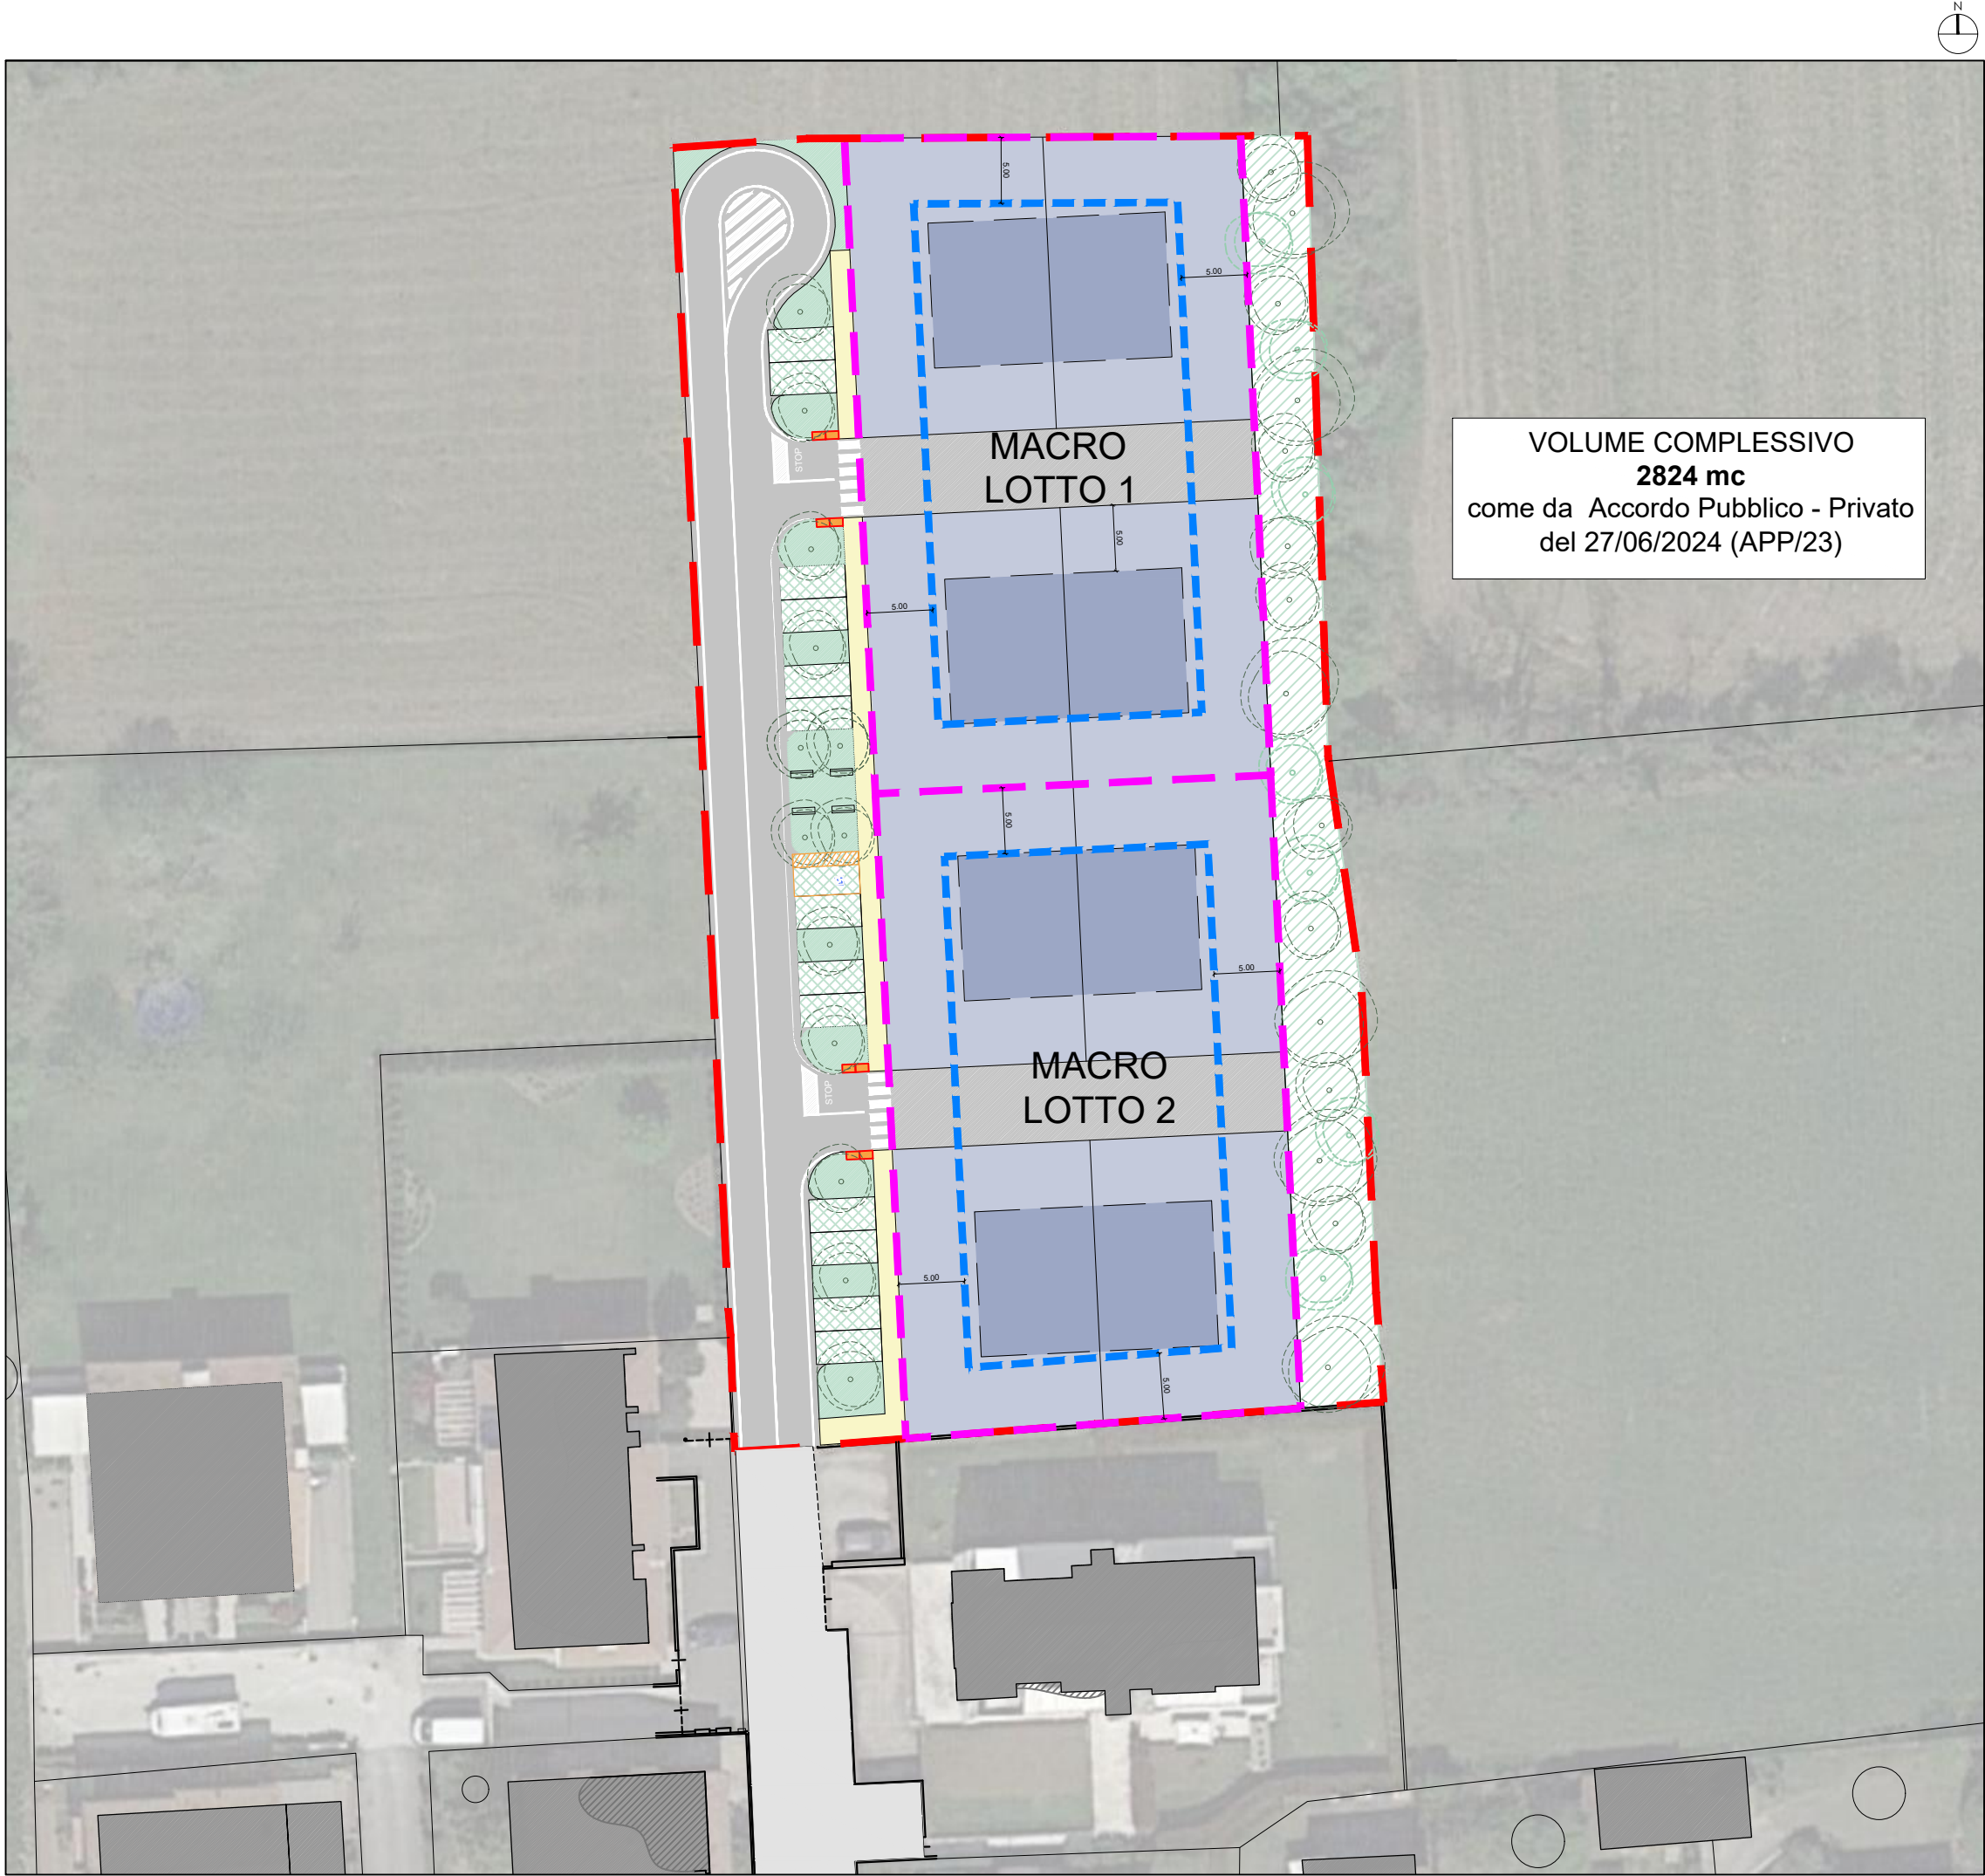 N
5.00
5.00
MACRO
LOTTO 1
STOP
VOLUME COMPLESSIVO
2824 mc
come da Accordo Pubblico - Privato
del 27/06/2024 (APP/23)
5.00
5.00
5.00
5.00
MACRO
LOTTO 2
STOP
5.00
5.00